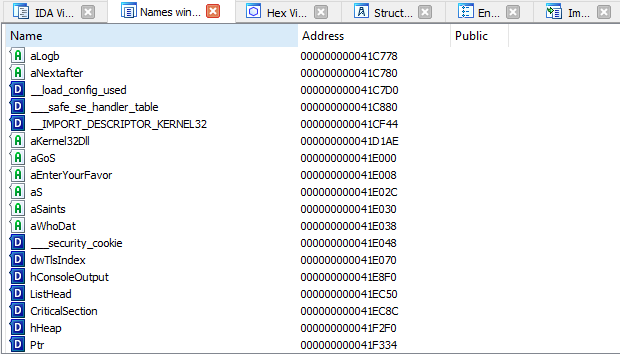 IDA Vi... Names win... Hex Vi... Struct... En... Im...
Name Address Public
A aLogb 000000000041C778
A aNextafter 000000000041C780
D __load_config_used 000000000041C7D0
D ___safe_se_handler_table 000000000041C880
D __IMPORT_DESCRIPTOR_KERNEL32 000000000041CF44
A aKernel32Dll 000000000041D1AE
A aGoS 000000000041E000
A aEnterYourFavor 000000000041E008
A aS 000000000041E02C
A aSaints 000000000041E030
A aWhoDat 000000000041E038
D ___security_cookie 000000000041E048
D dwTlsIndex 000000000041E070
D hConsoleOutput 000000000041E8F0
D ListHead 000000000041EC50
D CriticalSection 000000000041EC8C
D hHeap 000000000041F2F0
D Ptr 000000000041F334